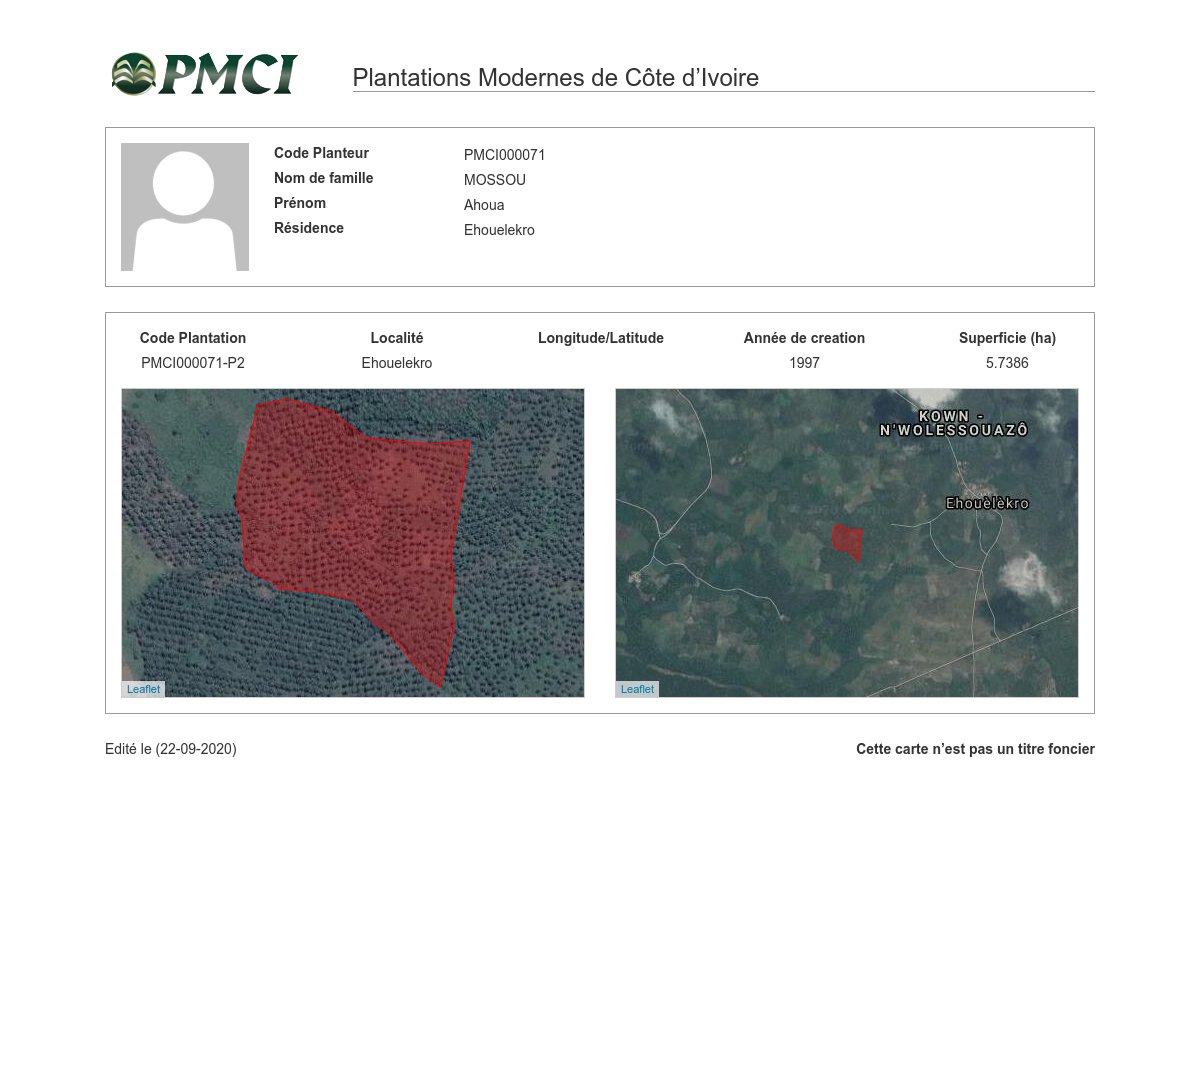 PMCI
Plantations Modernes de Côte d’Ivoire
Code Planteur PMCI000071
Nom de famille MOSSOU
Prénom Ahoua
Résidence Ehouelekro
Code Plantation Localité Longitude/Latitude Année de creation Superficie (ha)
PMCI000071-P2 Ehouelekro 1997 5.7386
KOWN -
N'WOLESSOUAZÔ
Ehouèlèkro
Leaflet
Leaflet
Edité le (22-09-2020)
Cette carte n’est pas un titre foncier